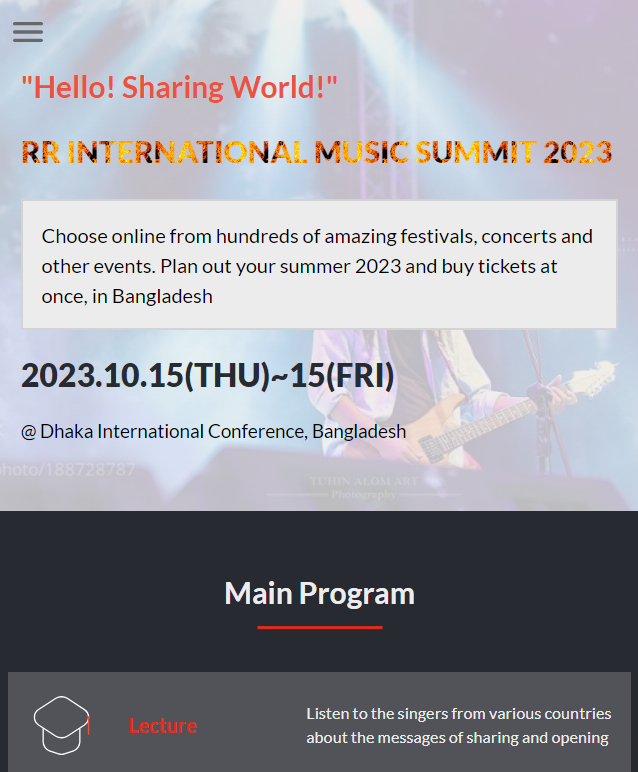 "Hello! Sharing World!"
RR INTERNATIONAL MUSIC SUMMIT 2023
Choose online from hundreds of amazing festivals, concerts and
other events. Plan out your summer 2023 and buy tickets at
once, in Bangladesh
2023.10.15(THU)~15(FRI)
@ Dhaka International Conference, Bangladesh
photo/188728787
TUHIN ALOM ART
Photography
Main Program
Lecture
Listen to the singers from various countries
about the messages of sharing and opening